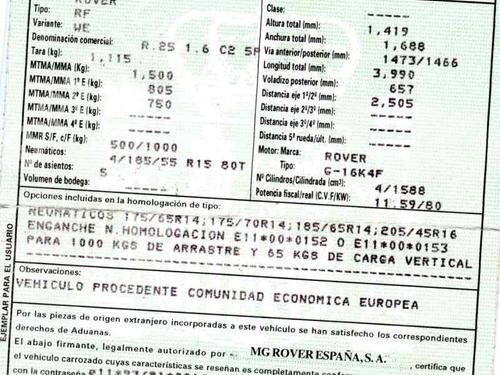 ROVER
Tipo: RF
Variante: WE
Denominación comercial: R.25 1.6 C2 5P
Tara (kg): 1,115
MTMA/MMA (Kg): 1,500
MTMA/MMA 1º E (kg) 805
MTMA/MMA 2º E (kg) 750
MTMA/MMA 3º E (kg) -----
MTMA/MMA 4º E (kg) -----
MMR S/F, c/F (kg): 500/1000
Neumáticos: 4/185/55 R15 80T
Nº de asientos: 5
Volumen de bodega: -----
Clase: -----
Altura total (mm): 1,419
Anchura total (mm): 1,688
Vía anterior/posterior (mm): 1473/1466
Longitud total (mm): 3,990
Voladizo posterior (mm): 657
Distancia eje 1º/2º (mm): 2,505
Distancia eje 2º/3º (mm): -----
Distancia eje 3º/4º (mm): -----
Distancia 5ª rueda/últ. (mm): -----
Motor: Marca: ROVER
Tipo: G-16K4F
Nº Cilindros/Cilindrada (cm³): 4/1588
Potencia fiscal/real (C.V.F/KW): 11.59/80
Opciones incluidas en la homologación de tipo:
NEUMATICOS 175/65R14;175/70R14;185/65R14;205/45R16
ENGANCHE N.HOMOLOGACION E11*00*0152 O E11*00*0153
PARA 1000 KGS DE ARRASTRE Y 65 KGS DE CARGA VERTICAL
Observaciones:
VEHICULO PROCEDENTE COMUNIDAD ECONOMICA EUROPEA
EJEMPLAR PARA EL USUARIO
Por las piezas de origen extranjero incorporadas a este vehículo se han satisfecho los correspondientes
derechos de Aduanas.
El abajo firmante, legalmente autorizado por MG ROVER ESPAÑA, S. A. , certifica que
el vehículo carrozado cuyas características se reseñan es completamente
con la contraseña